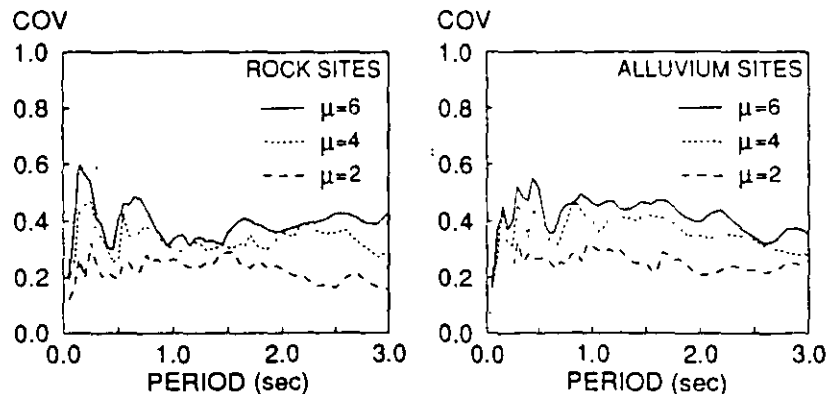 COV
1.0
0.8
0.6
0.4
0.2
0.0
ROCK SITES
μ=6
μ=4
μ=2
0.0 1.0 2.0 3.0
PERIOD (sec)
COV
1.0
0.8
0.6
0.4
0.2
0.0
ALLUVIUM SITES
μ=6
μ=4
μ=2
0.0 1.0 2.0 3.0
PERIOD (sec)